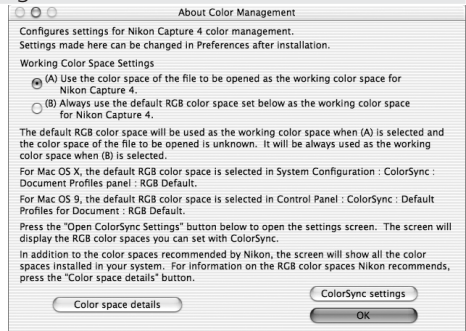 About Color Management
Configures settings for Nikon Capture 4 color management.
Settings made here can be changed in Preferences after installation.
Working Color Space Settings
(A) Use the color space of the file to be opened as the working color space for
Nikon Capture 4.
(B) Always use the default RGB color space set below as the working color space
for Nikon Capture 4.
The default RGB color space will be used as the working color space when (A) is selected and
the color space of the file to be opened is unknown. It will be always used as the working
color space when (B) is selected.
For Mac OS X, the default RGB color space is selected in System Configuration : ColorSync :
Document Profiles panel : RGB Default.
For Mac OS 9, the default RGB color space is selected in Control Panel : ColorSync : Default
Profiles for Document : RGB Default.
Press the "Open ColorSync Settings" button below to open the settings screen. The screen will
display the RGB color spaces you can set with ColorSync.
In addition to the color spaces recommended by Nikon, the screen will show all the color
spaces installed in your system. For information on the RGB color spaces Nikon recommends,
press the "Color space details" button.
ColorSync settings
Color space details
OK